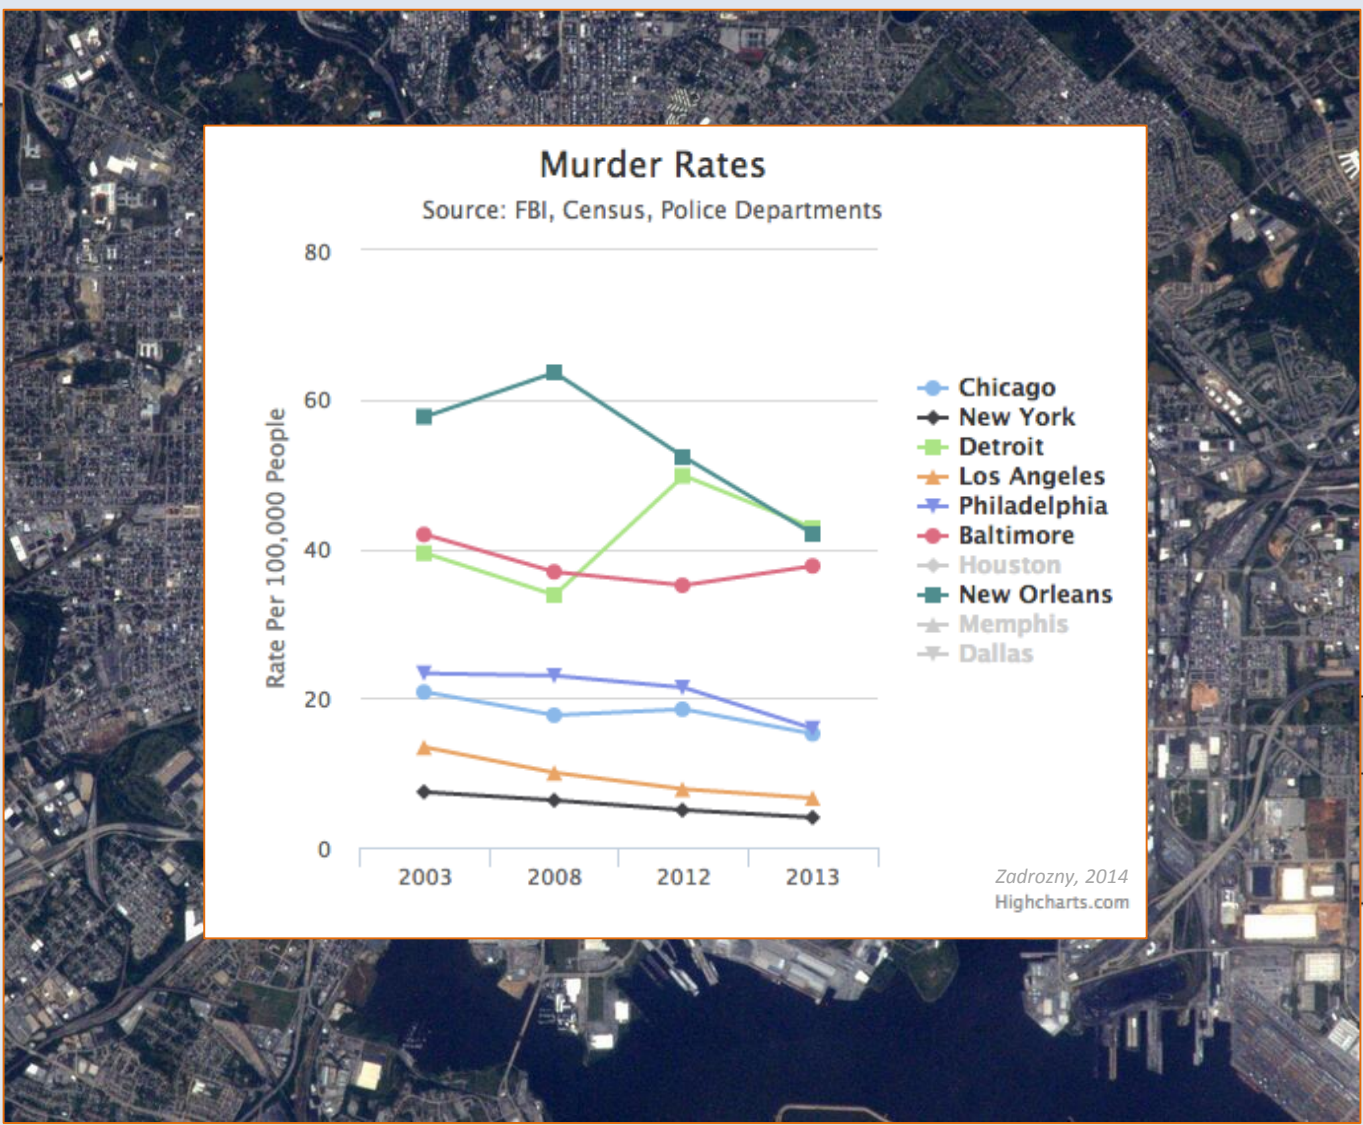 Murder Rates
Source: FBI, Census, Police Departments
80
60
40
20
0
Rate Per 100,000 People
2003 2008 2012 2013
Chicago
New York
Detroit
Los Angeles
Philadelphia
Baltimore
Houston
New Orleans
Memphis
Dallas
Zadrozny, 2014
Highcharts.com